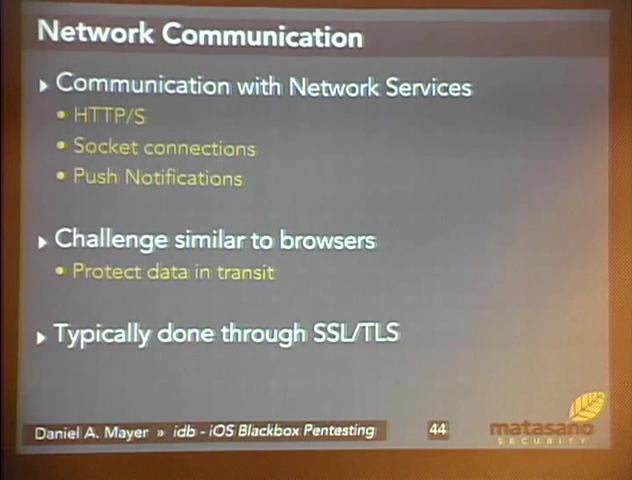 Network Communication
Communication with Network Services
HTTP/S
Socket connections
Push Notifications
Challenge similar to browsers
Protect data in transit
Typically done through SSL/TLS
Daniel A. Mayer » idb - iOS Blackbox Pentesting
44
matasano
SECURITY